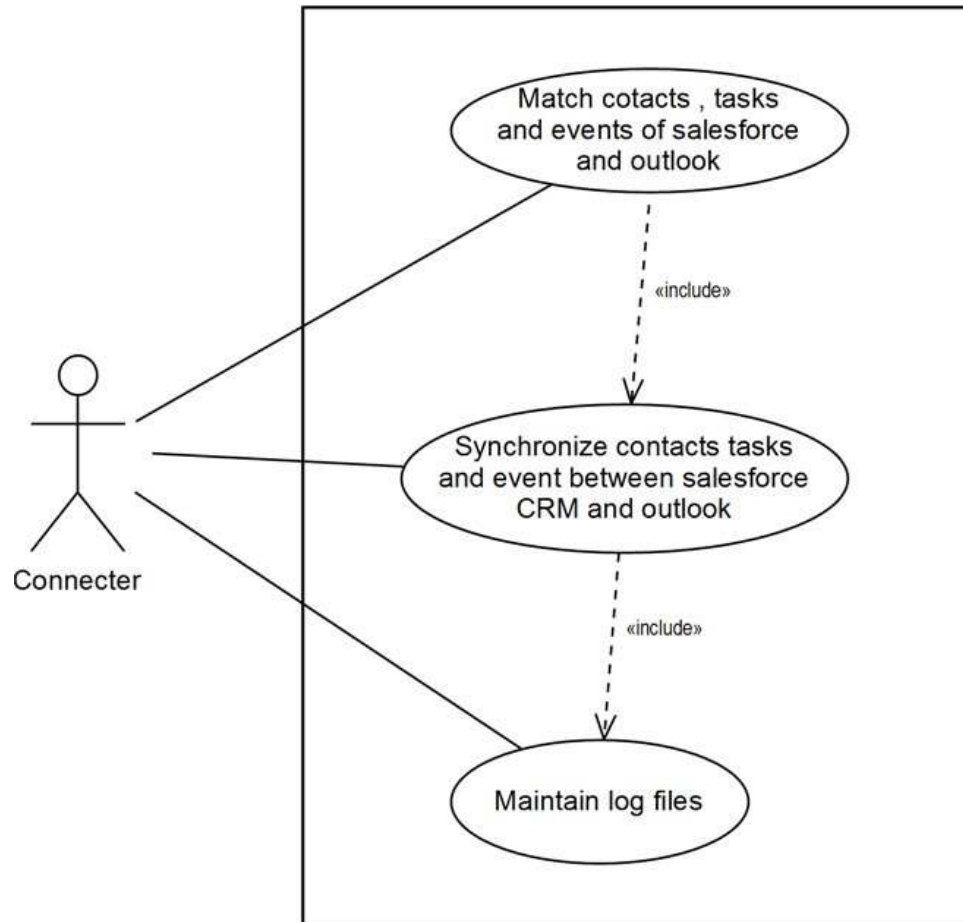 Match cotacts , tasks
and events of salesforce
and outlook
«include»
Synchronize contacts tasks
and event between salesforce
CRM and outlook
Connecter
«include»
Maintain log files